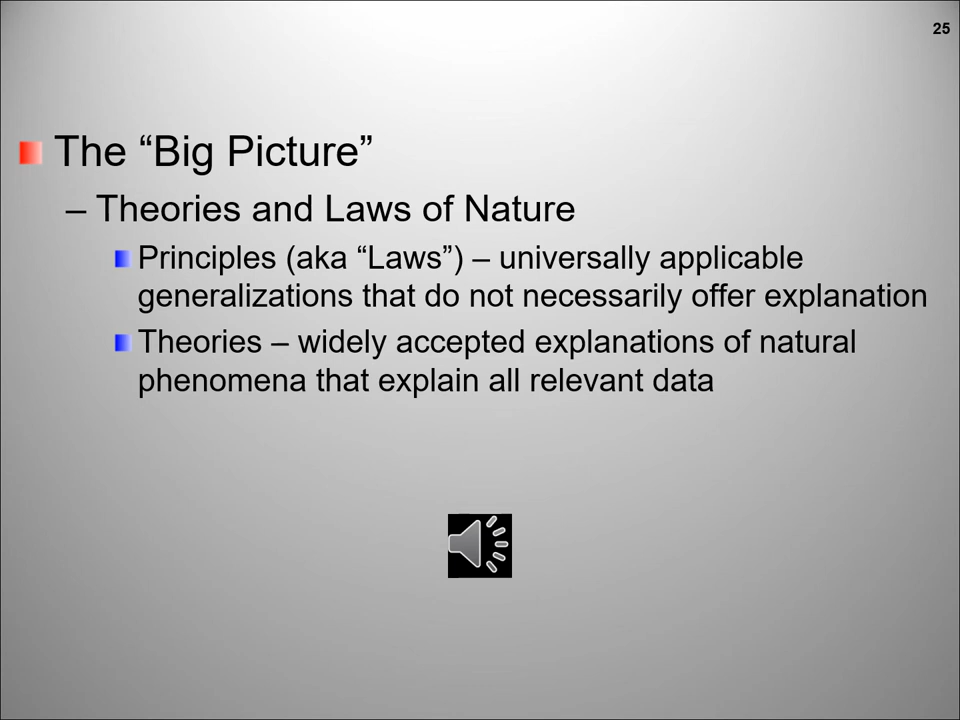 25
The “Big Picture”
– Theories and Laws of Nature
Principles (aka “Laws”) – universally applicable
generalizations that do not necessarily offer explanation
Theories – widely accepted explanations of natural
phenomena that explain all relevant data